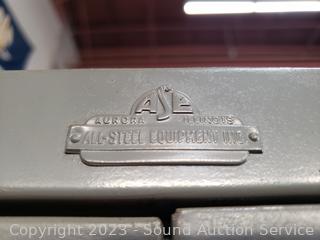 ASE
AURORA ILLINOIS
ALL-STEEL EQUIPMENT INC
Copyright 2023 - Sound Auction Service